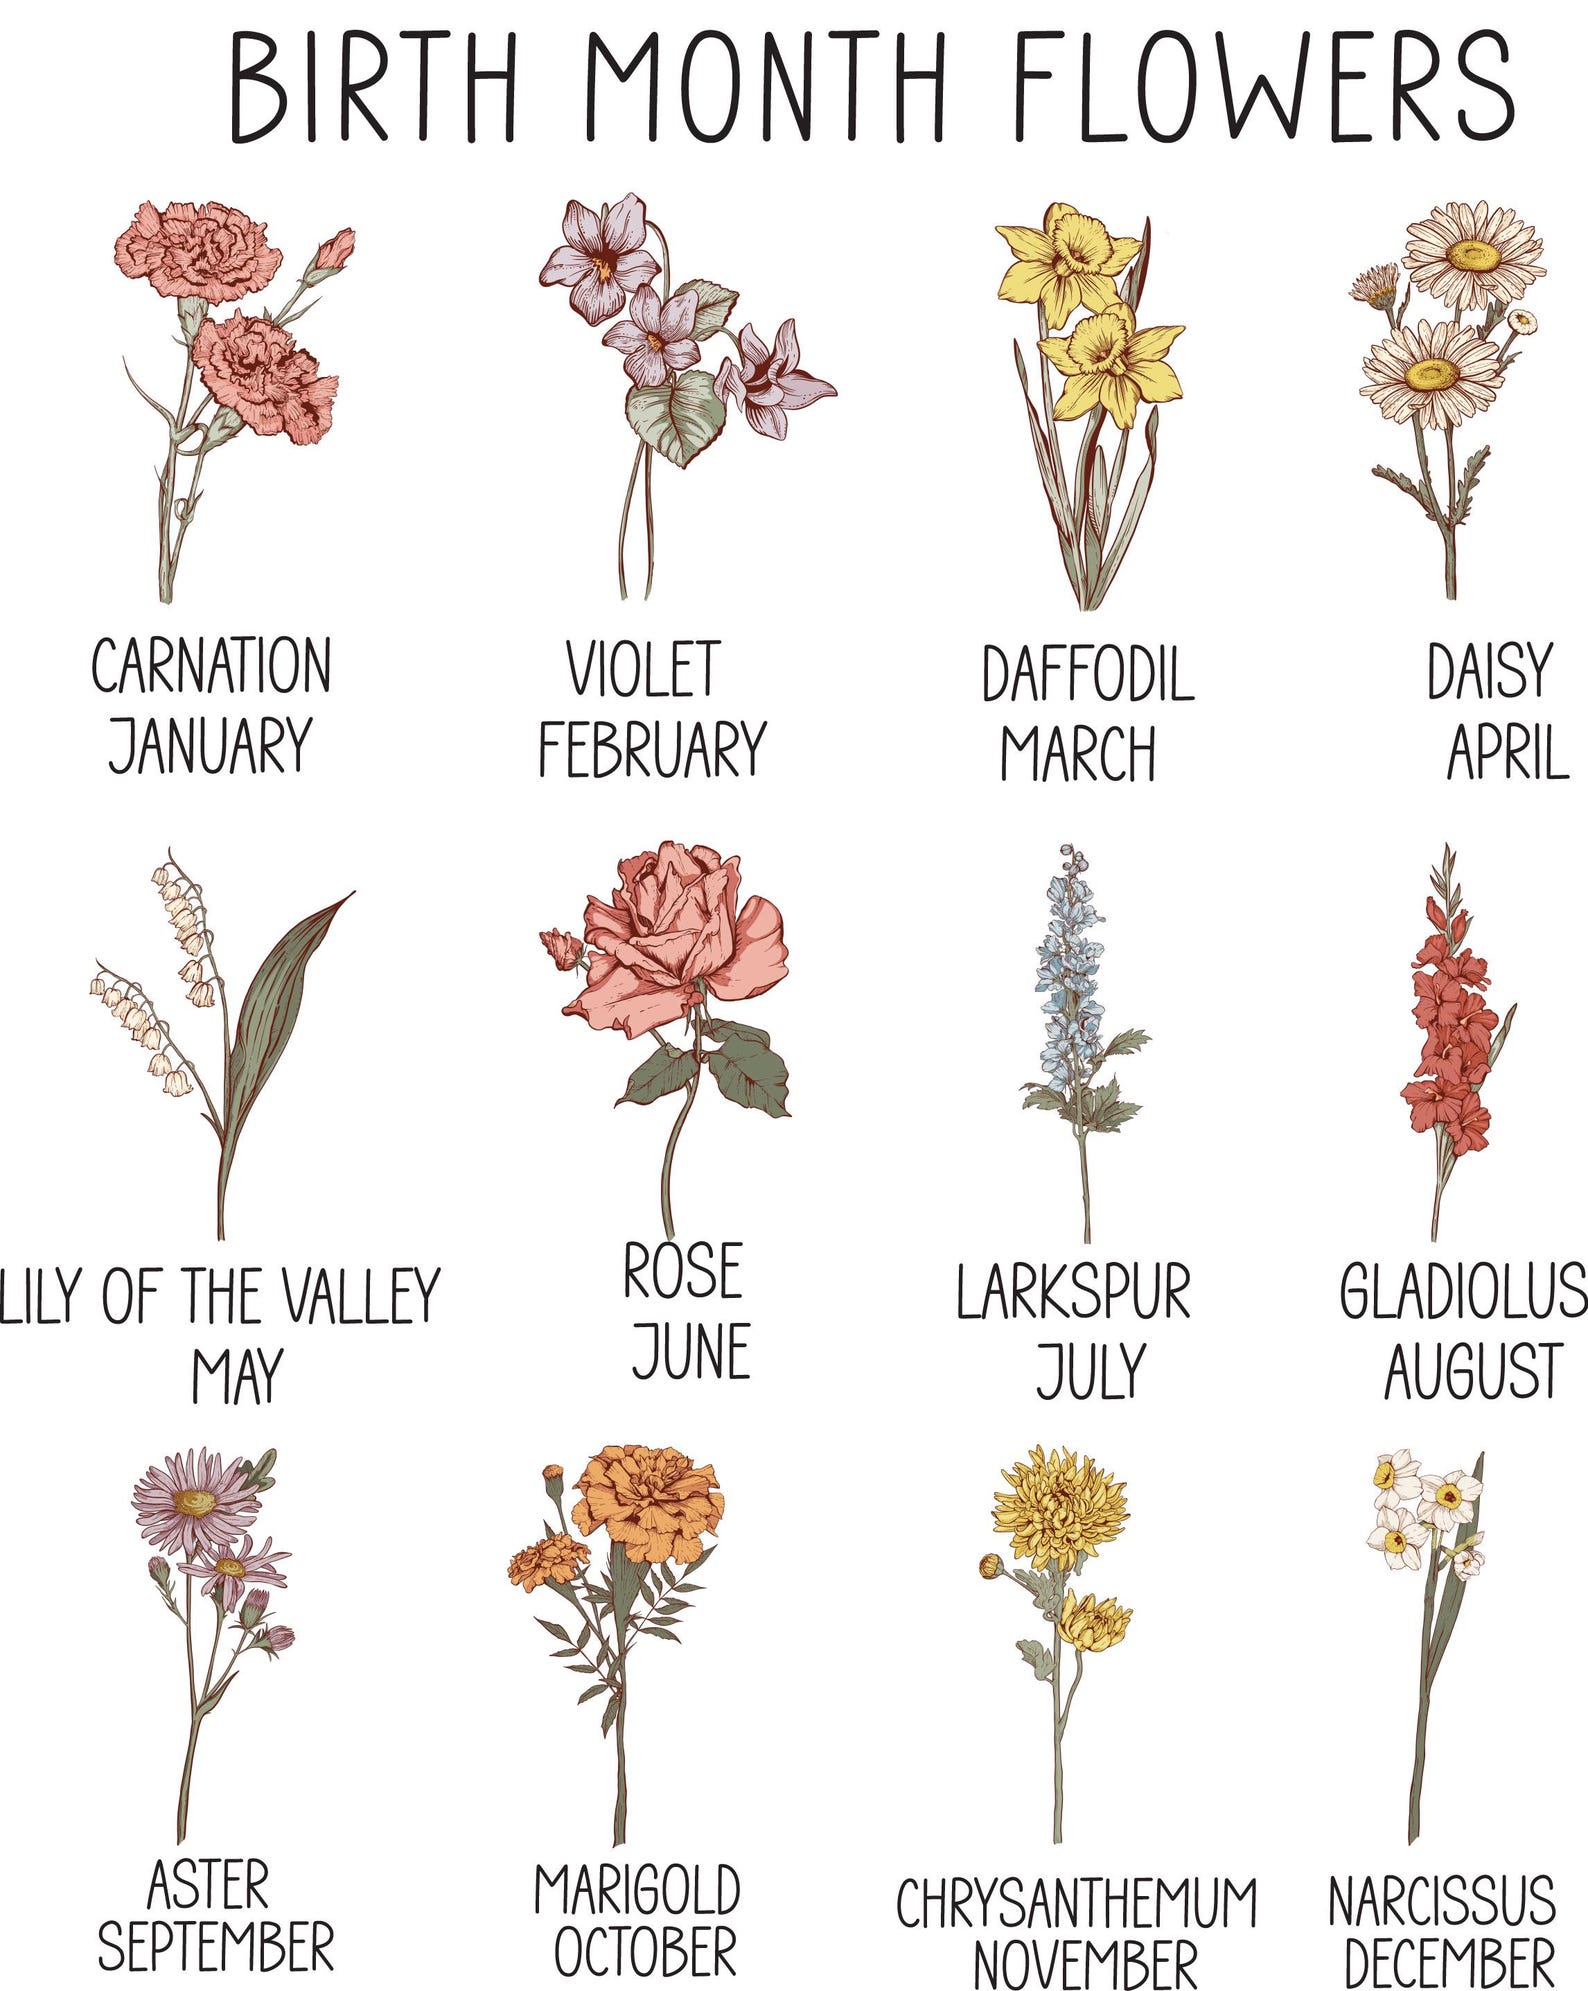 BIRTH MONTH FLOWERS
CARNATION
JANUARY
VIOLET
FEBRUARY
DAFFODIL
MARCH
DAISY
APRIL
LILY OF THE VALLEY
MAY
ROSE
JUNE
LARKSPUR
JULY
GLADIOLUS
AUGUST
ASTER
SEPTEMBER
MARIGOLD
OCTOBER
CHRYSANTHEMUM
NOVEMBER
NARCISSUS
DECEMBER